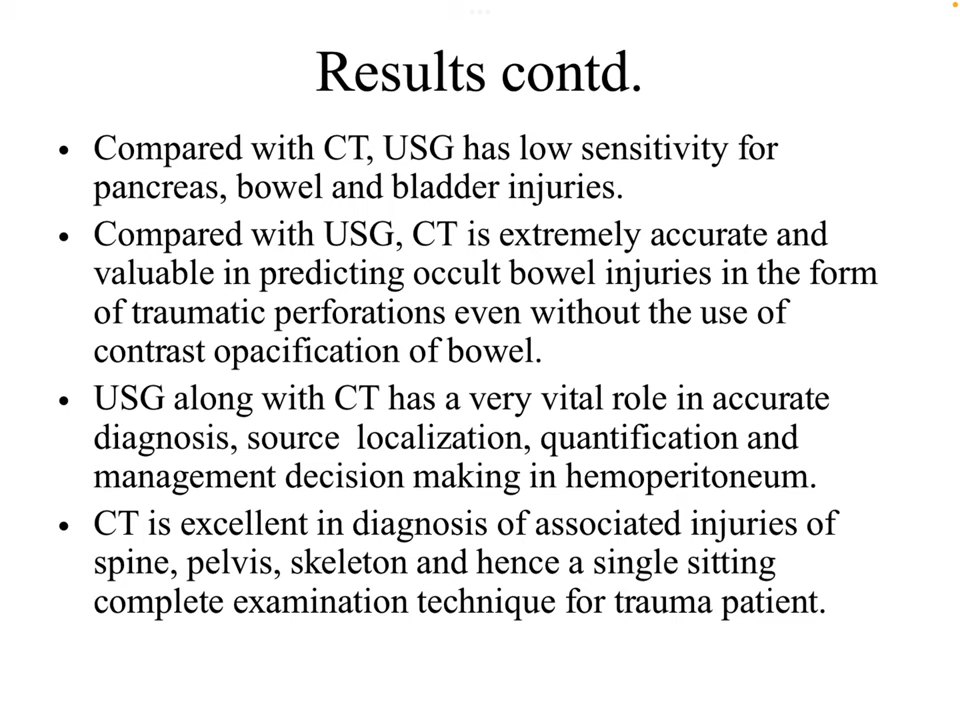 Results contd.
• Compared with CT, USG has low sensitivity for
pancreas, bowel and bladder injuries.
• Compared with USG, CT is extremely accurate and
valuable in predicting occult bowel injuries in the form
of traumatic perforations even without the use of
contrast opacification of bowel.
• USG along with CT has a very vital role in accurate
diagnosis, source  localization, quantification and
management decision making in hemoperitoneum.
• CT is excellent in diagnosis of associated injuries of
spine, pelvis, skeleton and hence a single sitting
complete examination technique for trauma patient.